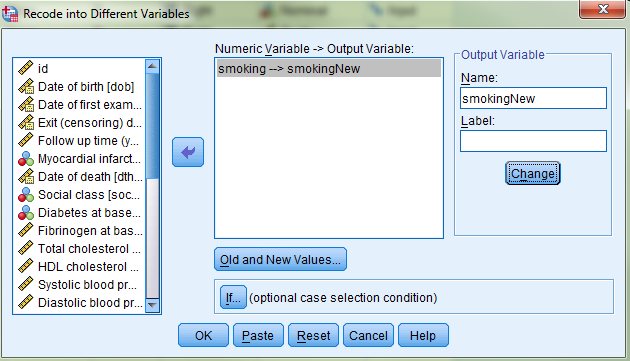 Recode into Different Variables
id
Date of birth [dob]
Date of first exam...
Exit (censoring) d...
Follow up time (y...
Myocardial infarct...
Date of death [dth...
Social class [soc...
Diabetes at base...
Fibrinogen at bas...
Total cholesterol ...
HDL cholesterol ...
Systolic blood pr...
Diastolic blood pr...
Numeric Variable -> Output Variable:
smoking --> smokingNew
Old and New Values...
If... (optional case selection condition)
Output Variable
Name:
smokingNew
Label:
Change
OK Paste Reset Cancel Help